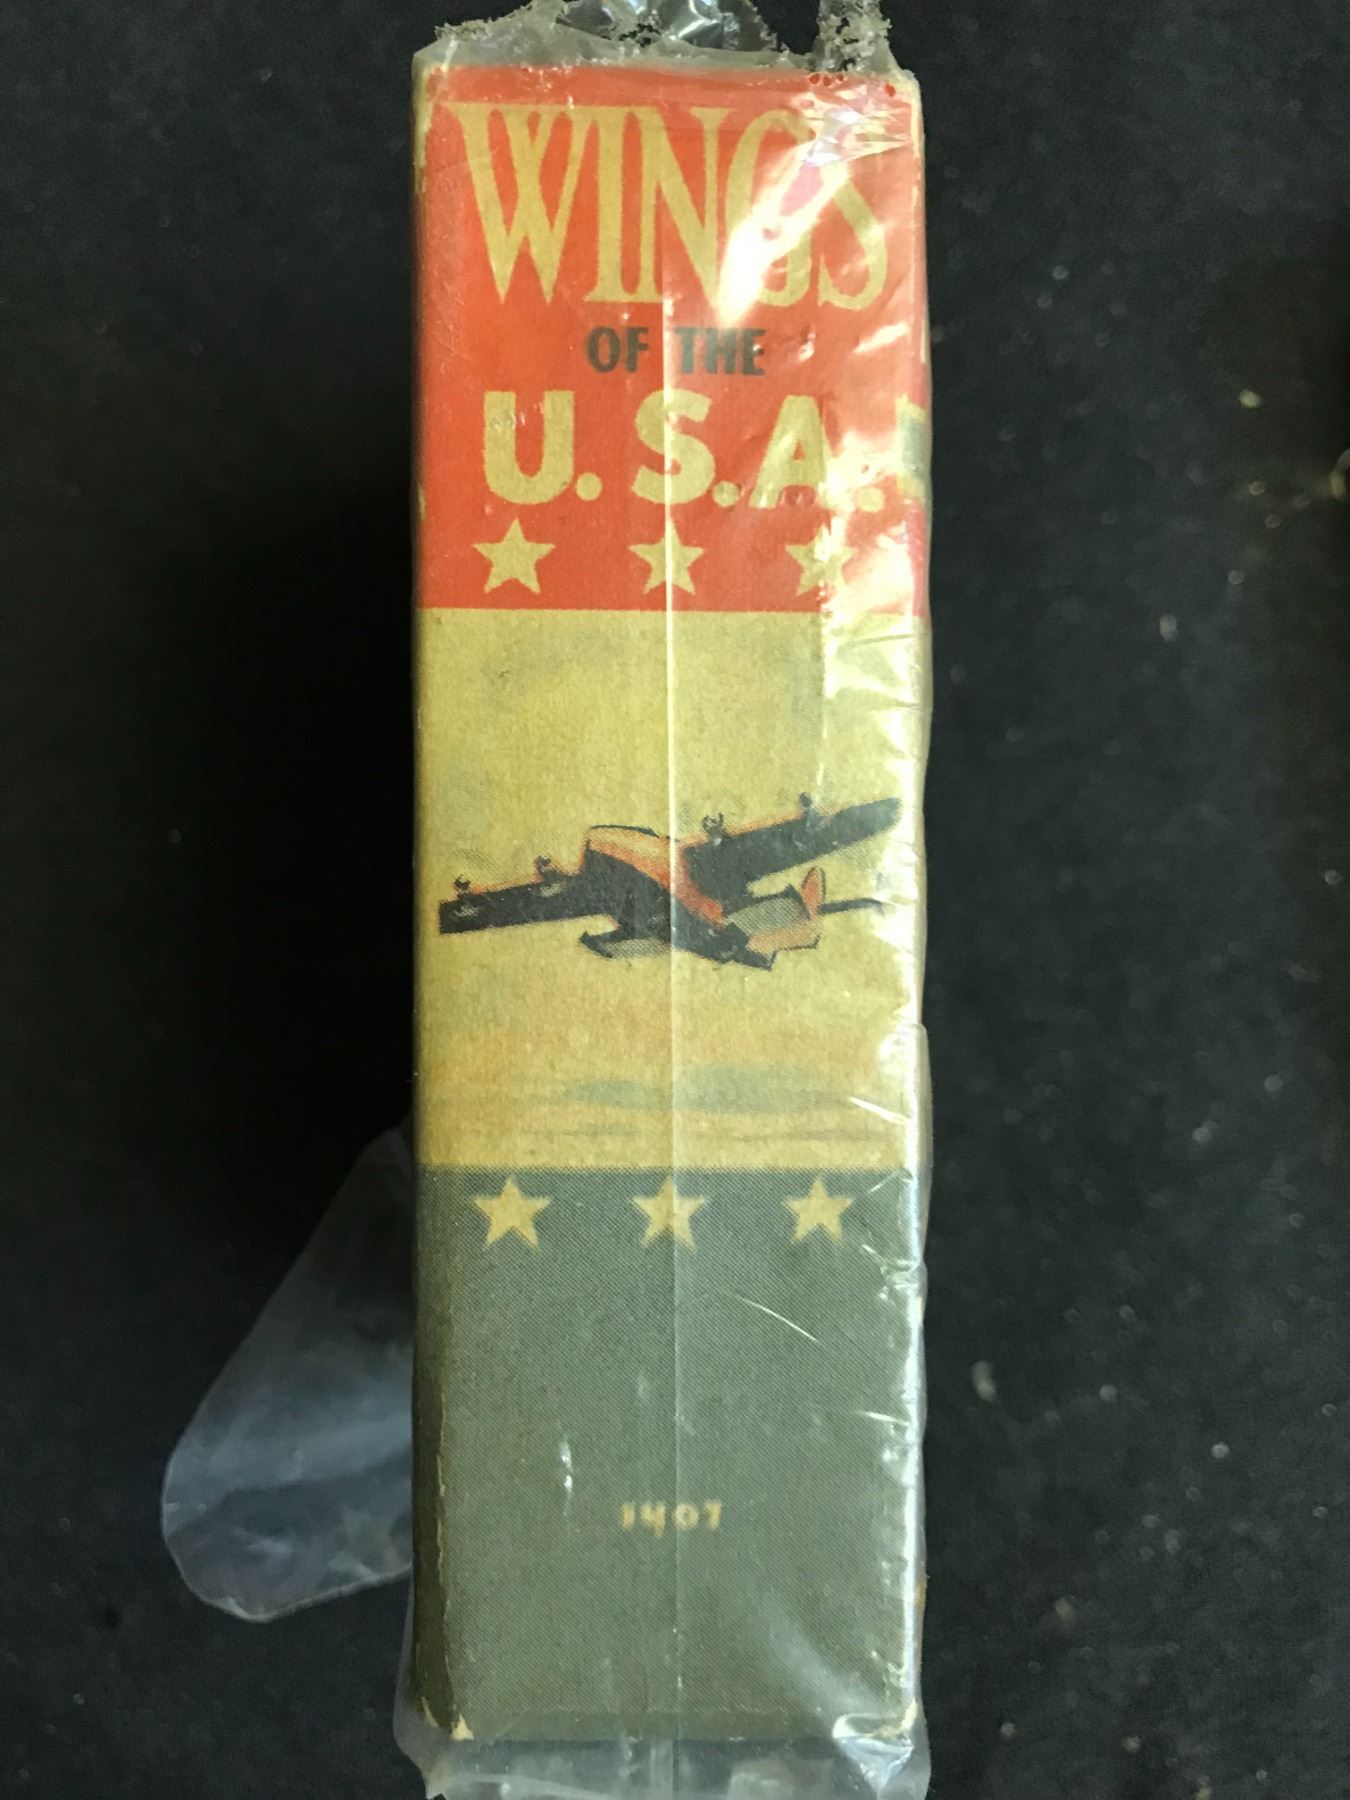 WINGS
OF THE
U.S.A.
1407